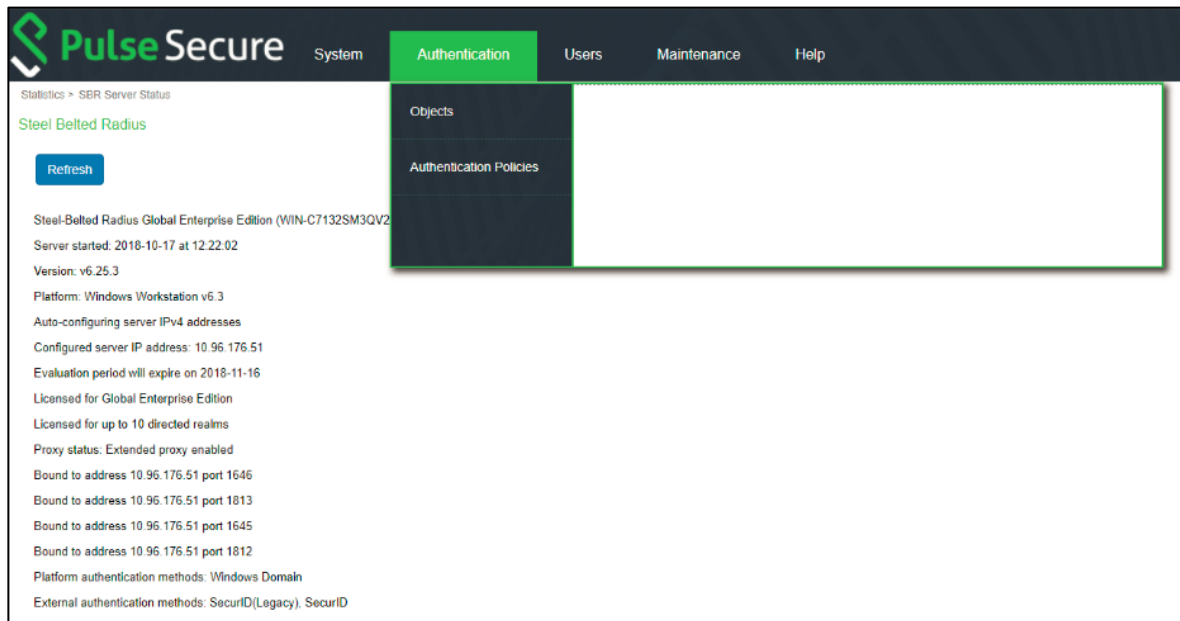 Pulse Secure
System Authentication Users Maintenance Help
Statistics > SBR Server Status
Steel Belted Radius
Objects
Authentication Policies
Refresh
Steel-Belted Radius Global Enterprise Edition (WIN-C7132SM3QV2
Server started: 2018-10-17 at 12:22:02
Version: v6.25.3
Platform: Windows Workstation v6.3
Auto-configuring server IPv4 addresses
Configured server IP address: 10.96.176.51
Evaluation period will expire on 2018-11-16
Licensed for Global Enterprise Edition
Licensed for up to 10 directed realms
Proxy status: Extended proxy enabled
Bound to address 10.96.176.51 port 1646
Bound to address 10.96.176.51 port 1813
Bound to address 10.96.176.51 port 1645
Bound to address 10.96.176.51 port 1812
Platform authentication methods: Windows Domain
External authentication methods: SecurID(Legacy), SecurID